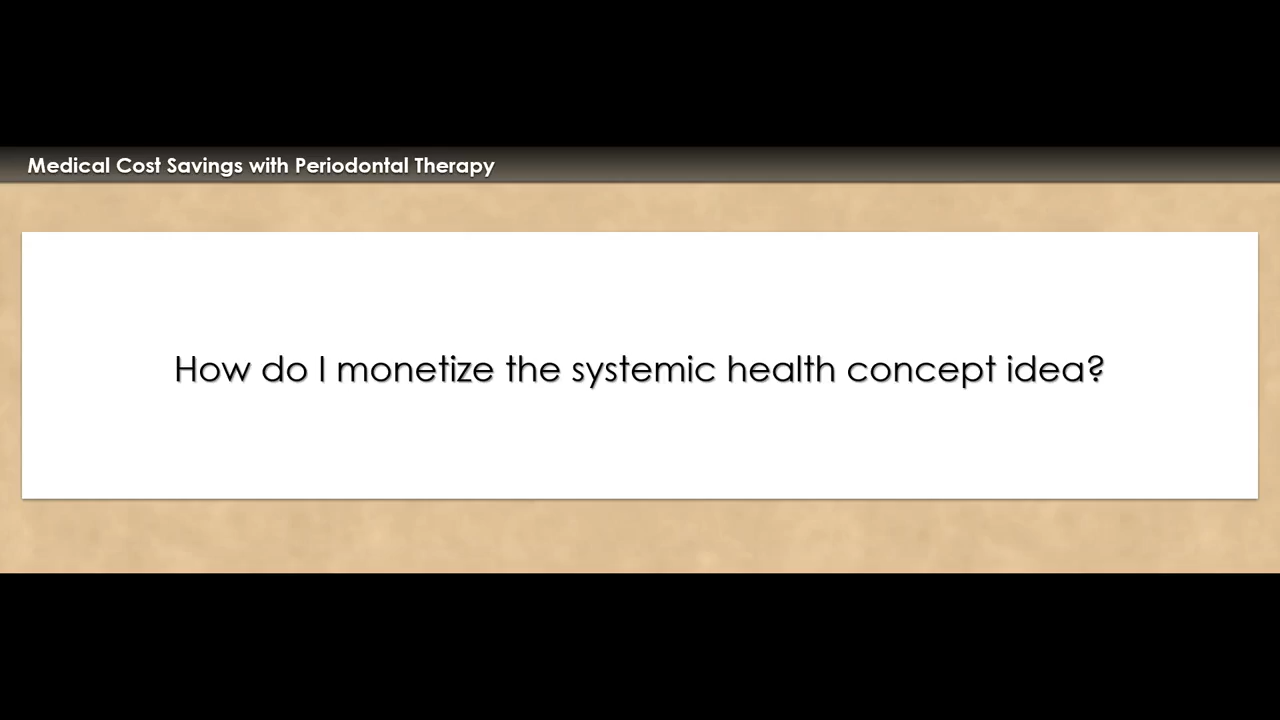 Medical Cost Savings with Periodontal Therapy
How do I monetize the systemic health concept idea?